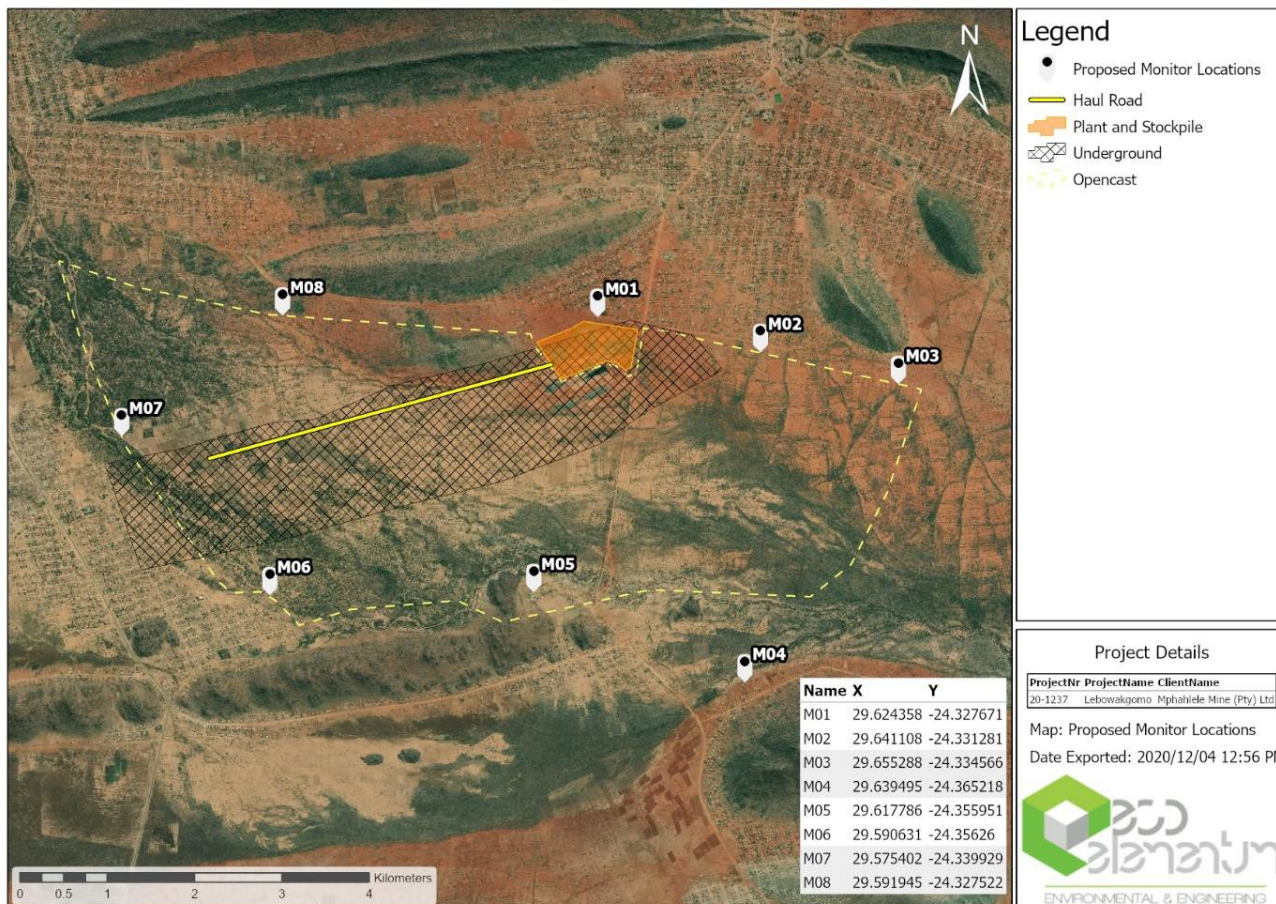 N
M08
M01
M02
M03
M07
M06
M05
M04
Name X Y
M01 29.624358 -24.327671
M02 29.641108 -24.331281
M03 29.655288 -24.334566
M04 29.639495 -24.365218
M05 29.617786 -24.355951
M06 29.590631 -24.35626
M07 29.575402 -24.339929
M08 29.591945 -24.327522
Kilometers
0 0.5 1 2 3 4
Legend
Proposed Monitor Locations
Haul Road
Plant and Stockpile
Underground
Opencast
Project Details
ProjectNr ProjectName ClientName
20-1237 Lebowakgomo Mphahlele Mine (Pty) Ltd
Map: Proposed Monitor Locations
Date Exported: 2020/12/04 12:56 PM
eco
elementum
ENVIRONMENTAL & ENGINEERING